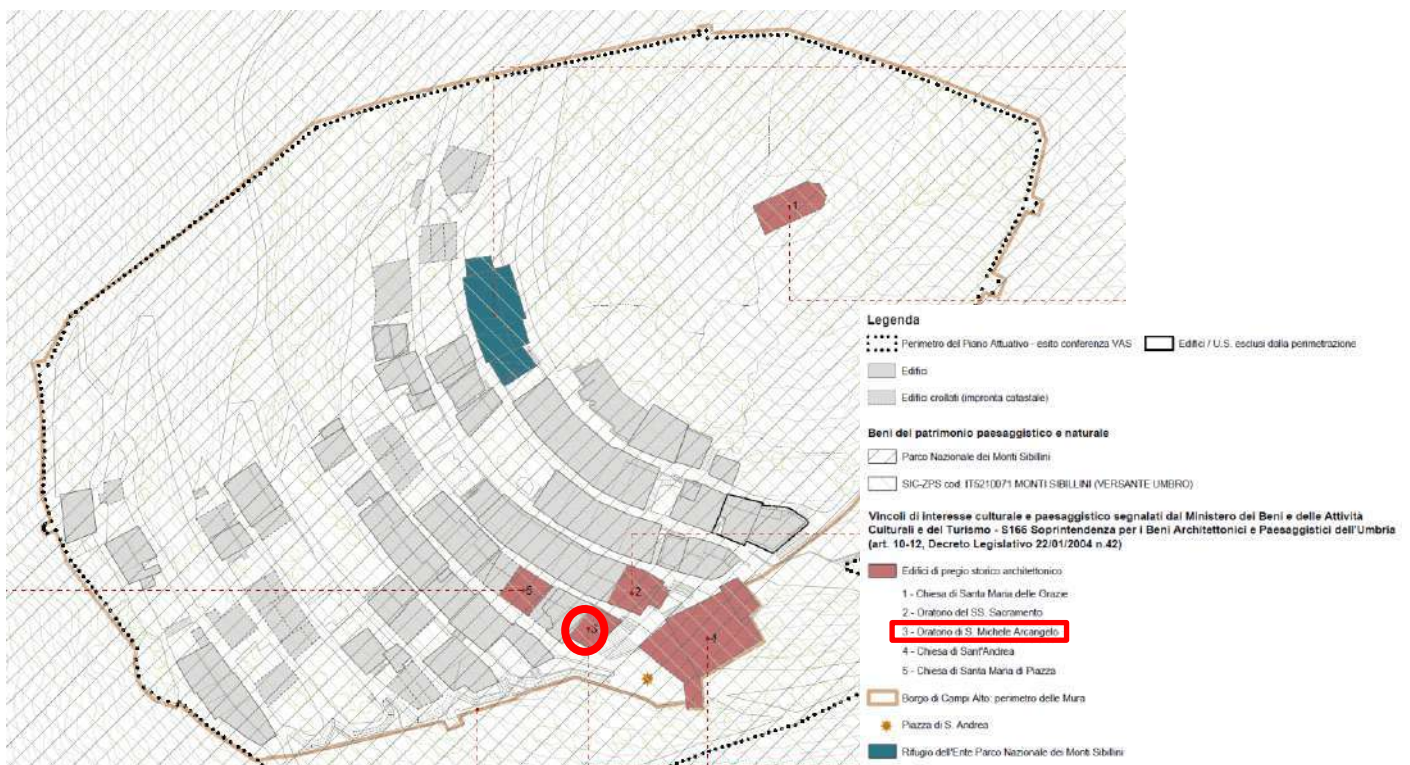 1
5
2
3
4
Legenda
Perimetro del Piano Attuativo - esito conferenza VAS
Edifici / U.S. esclusi dalla perimetrazione
Edifici
Edifici crollati (impronta catastale)
Beni del patrimonio paesaggistico e naturale
Parco Nazionale dei Monti Sibillini
SIC-ZPS cod. IT5210071 MONTI SIBILLINI (VERSANTE UMBRO)
Vincoli di interesse culturale e paesaggistico segnalati dal Ministero dei Beni e delle Attività
Culturali e del Turismo - S166 Soprintendenza per i Beni Architettonici e Paesaggistici dell'Umbria
(art. 10-12, Decreto Legislativo 22/01/2004 n.42)
Edifici di pregio storico architettonico
1 - Chiesa di Santa Maria delle Grazie
2 - Oratorio del SS. Sacramento
3 - Oratorio di S. Michele Arcangelo
4 - Chiesa di Sant'Andrea
5 - Chiesa di Santa Maria di Piazza
Borgo di Campi Alto: perimetro delle Mura
Piazza di S. Andrea
Rifugio dell'Ente Parco Nazionale dei Monti Sibillini